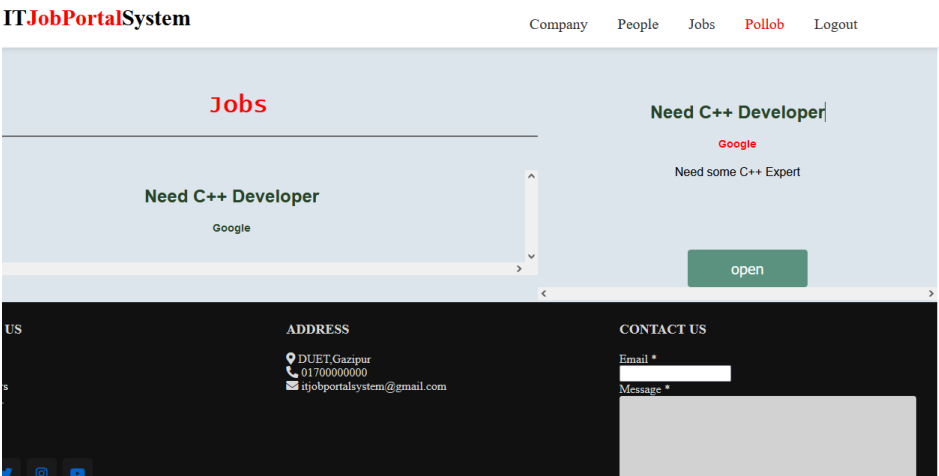 ITJobPortalSystem
Company People Jobs Pollob Logout
Jobs
Need C++ Developer
Google
Need C++ Developer
Google
Need some C++ Expert
open
US
rs
ADDRESS
DUET,Gazipur
01700000000
itjobportalsystem@gmail.com
CONTACT US
Email *
Message *